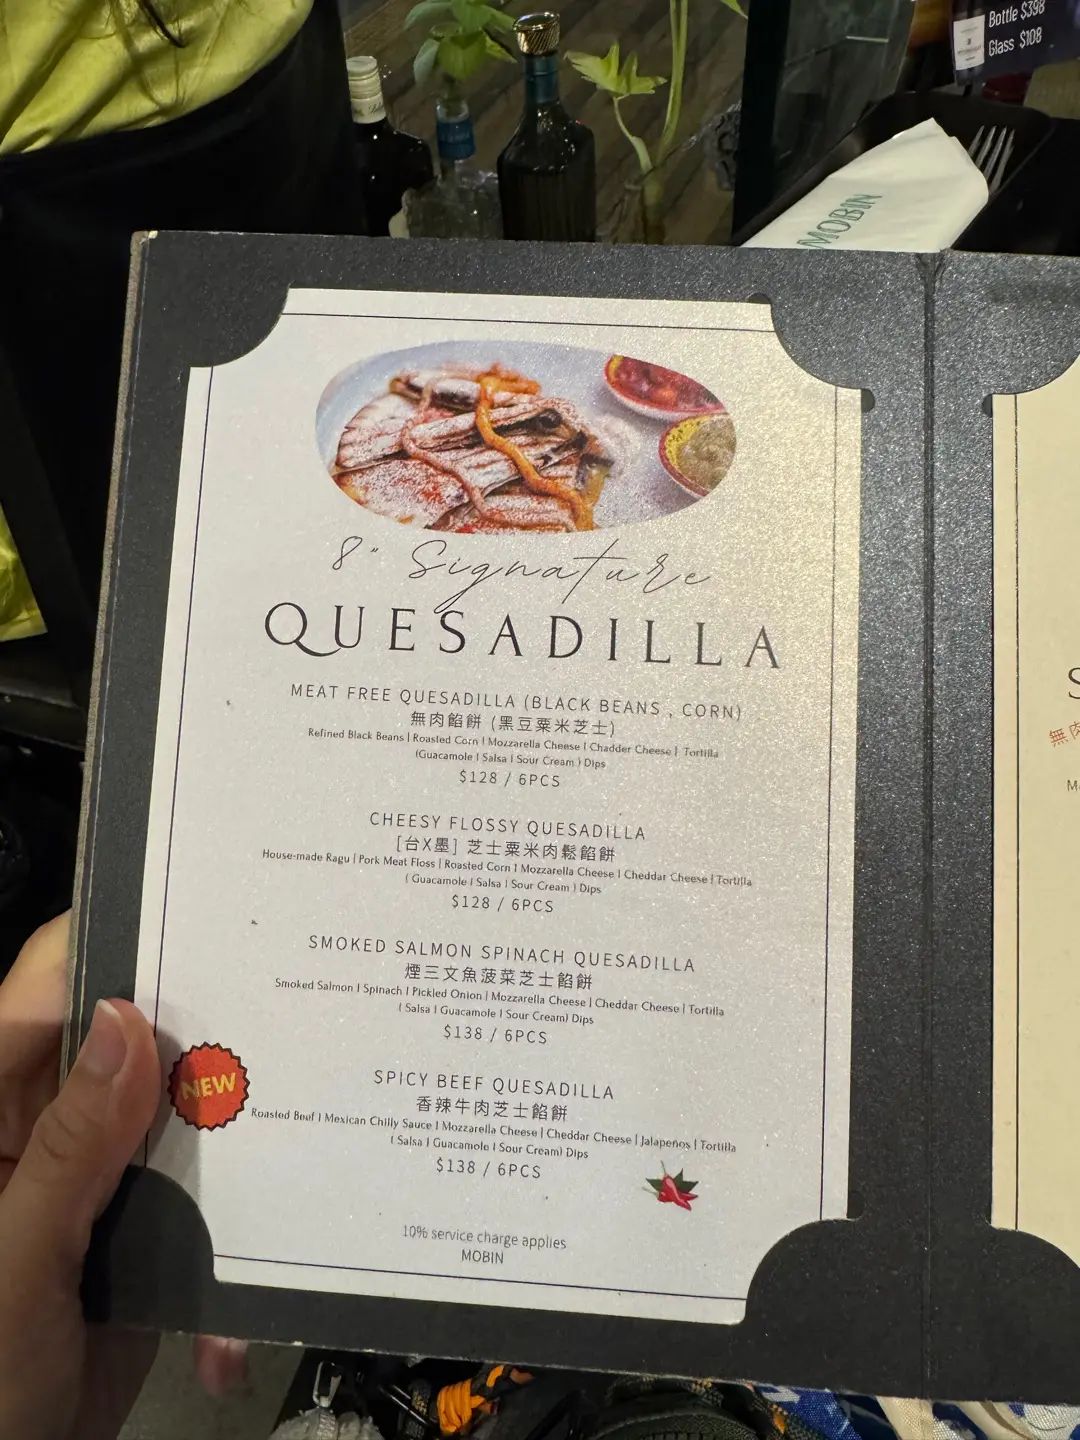 Bottle $398
Glass $108
MOBIN
8" Signature
QUESADILLA
MEAT FREE QUESADILLA (BLACK BEANS , CORN)
無肉餡餅 (黑豆粟米芝士)
Refined Black Beans | Roasted Corn | Mozzarella Cheese | Chadder Cheese | Tortilla
(Guacamole | Salsa | Sour Cream ) Dips
$128 / 6PCS
CHEESY FLOSSY QUESADILLA
[台X墨] 芝士粟米肉鬆餡餅
House-made Ragu | Pork Meat Floss | Roasted Corn | Mozzarella Cheese | Cheddar Cheese | Tortilla
( Guacamole | Salsa | Sour Cream ) Dips
$128 / 6PCS
SMOKED SALMON SPINACH QUESADILLA
煙三文魚菠菜芝士餡餅
Smoked Salmon | Spinach | Pickled Onion | Mozzarella Cheese | Cheddar Cheese | Tortilla
( Salsa | Guacamole | Sour Cream) Dips
$138 / 6PCS
NEW
SPICY BEEF QUESADILLA
香辣牛肉芝士餡餅
Roasted Beef | Mexican Chilly Sauce | Mozzarella Cheese | Cheddar Cheese | Jalapenos | Tortilla
( Salsa | Guacamole | Sour Cream) Dips
$138 / 6PCS
10% service charge applies
MOBIN